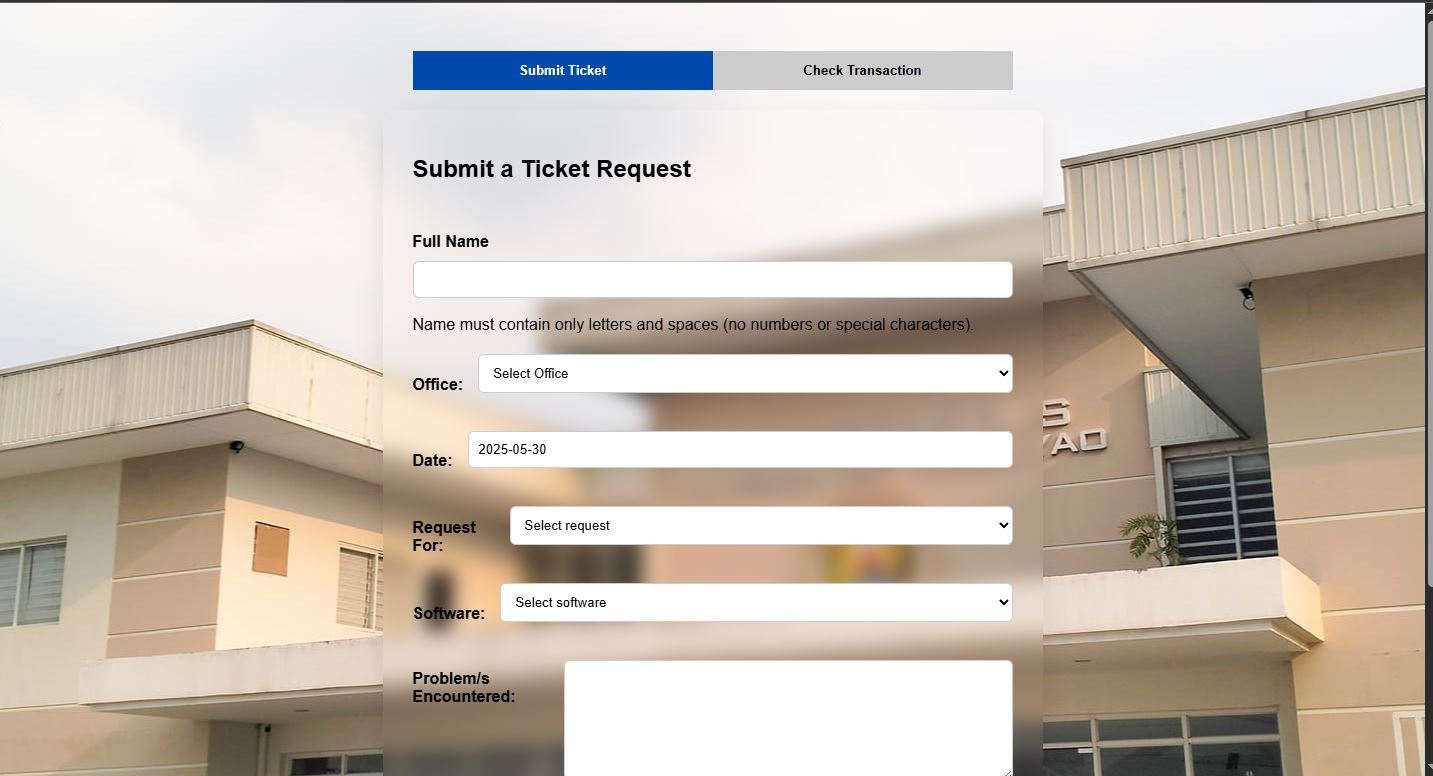 Submit Ticket
Check Transaction
Submit a Ticket Request
Full Name
Name must contain only letters and spaces (no numbers or special characters).
Office:
Select Office
Date:
2025-05-30
Request
For:
Select request
Software:
Select software
Problem/s
Encountered:
S
YAO